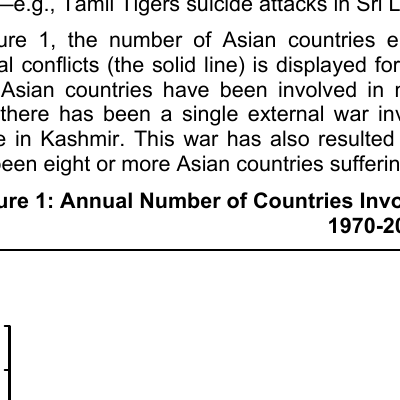 —e.g., Tamil Tigers suicide attacks in Sri L
ure 1, the number of Asian countries e
al conflicts (the solid line) is displayed for
Asian countries have been involved in
there has been a single external war inv
e in Kashmir. This war has also resulted
been eight or more Asian countries sufferin
ure 1: Annual Number of Countries Invo
1970-20